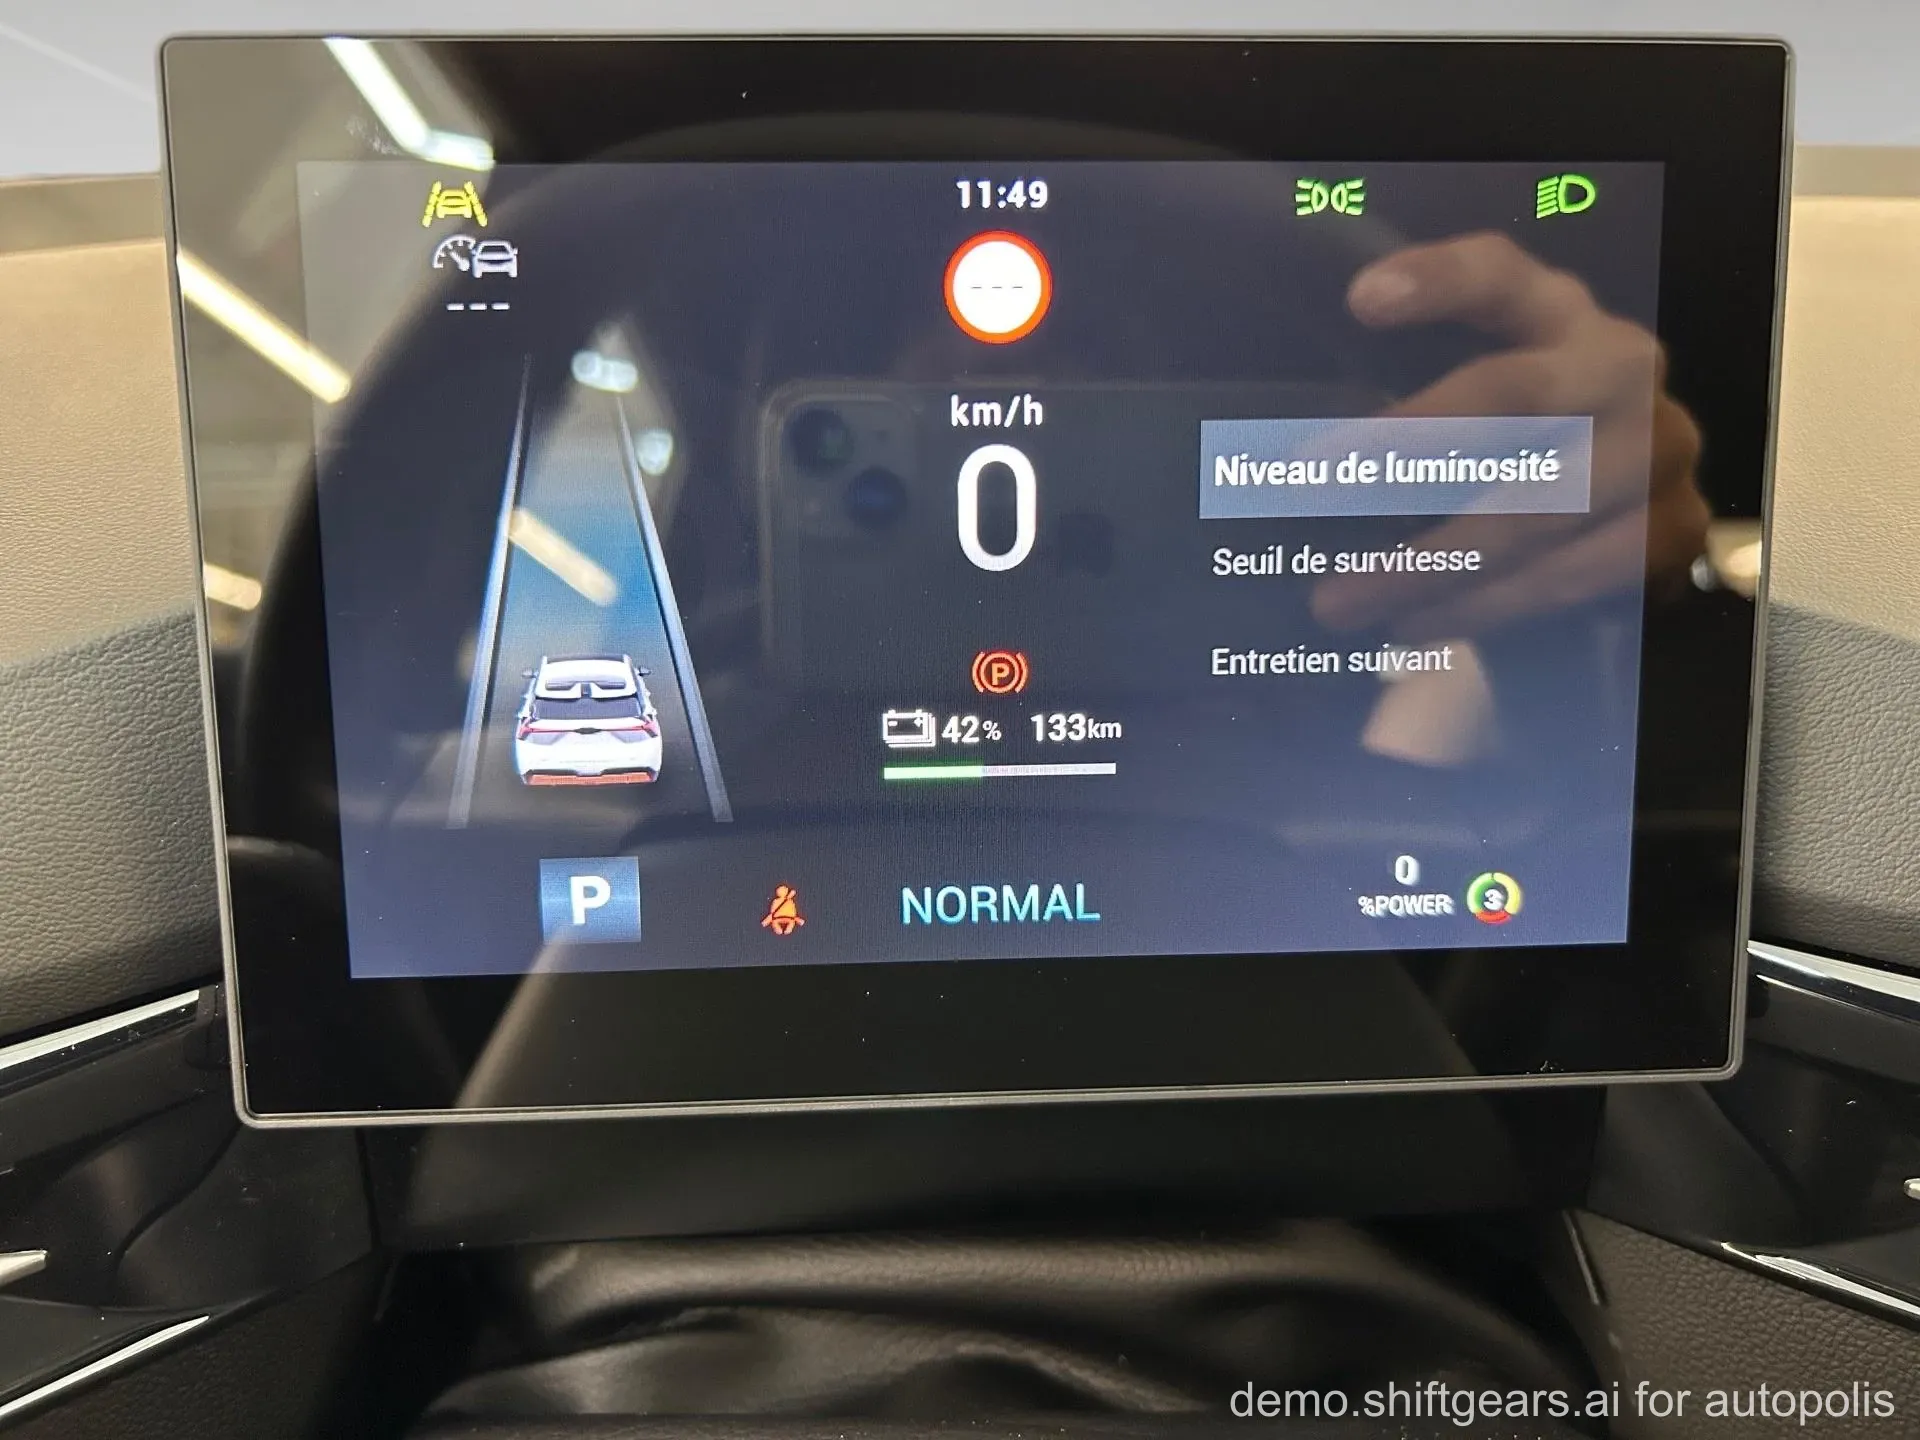 11:49
---
---
km/h
0
Niveau de luminosité
Seuil de survitesse
Entretien suivant
P
42% 133km
P
NORMAL
0
%POWER
3
demo.shiftgears.ai for autopolis